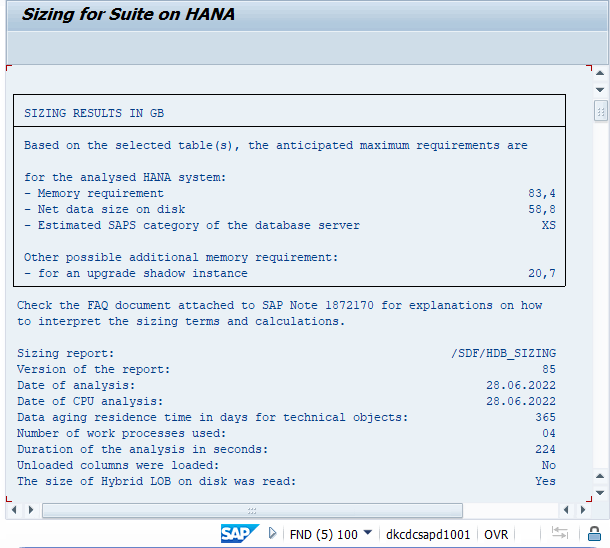 Sizing for Suite on HANA
SIZING RESULTS IN GB
Based on the selected table(s), the anticipated maximum requirements are
for the analysed HANA system:
- Memory requirement 83,4
- Net data size on disk 58,8
- Estimated SAPS category of the database server XS
Other possible additional memory requirement:
- for an upgrade shadow instance 20,7
Check the FAQ document attached to SAP Note 1872170 for explanations on how
to interpret the sizing terms and calculations.
Sizing report: /SDF/HDB_SIZING
Version of the report: 85
Date of analysis: 28.06.2022
Date of CPU analysis: 28.06.2022
Data aging residence time in days for technical objects: 365
Number of work processes used: 04
Duration of the analysis in seconds: 224
Unloaded columns were loaded: No
The size of Hybrid LOB on disk was read: Yes
SAP FND (5) 100 dkcdcsapd1001 OVR